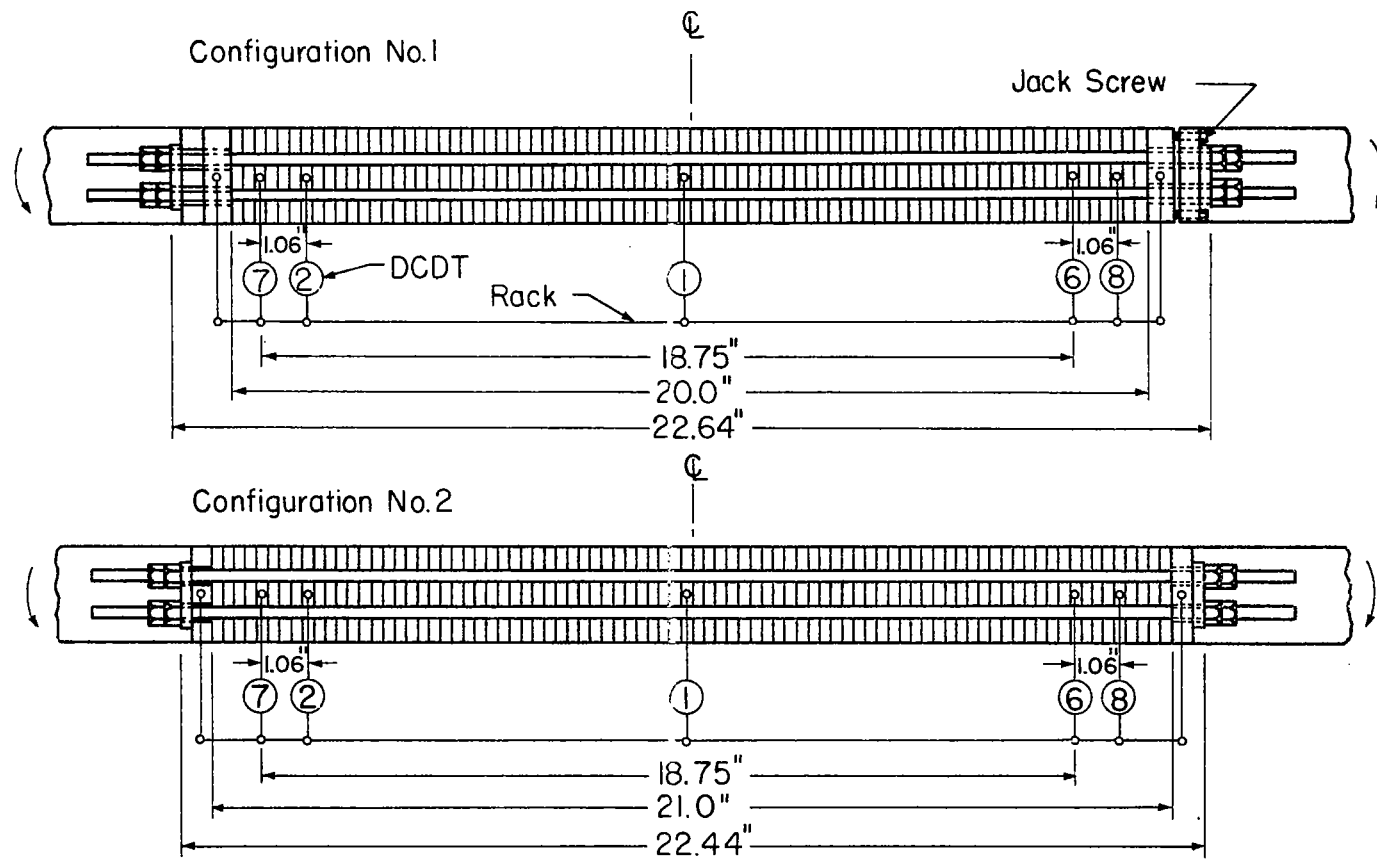 ℄
Configuration No.1
Jack Screw
1.06" 1.06"
7 2 DCDT 1 6 8
Rack
18.75"
20.0"
22.64"
℄
Configuration No.2
1.06" 1.06"
7 2 1 6 8
18.75"
21.0"
22.44"